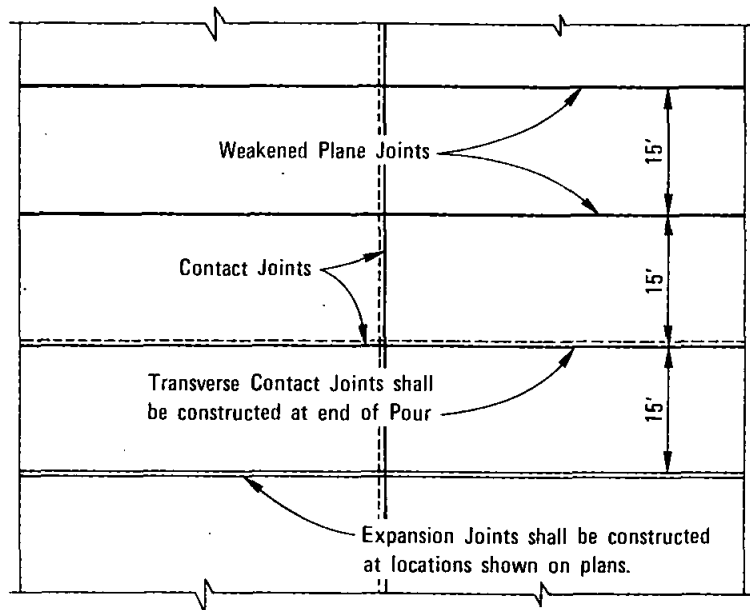 15'
Weakened Plane Joints
15'
Contact Joints
Transverse Contact Joints shall
be constructed at end of Pour
15'
Expansion Joints shall be constructed
at locations shown on plans.